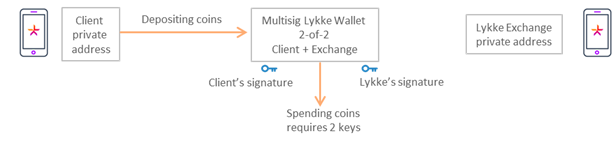 Client
private
address
Depositing coins
Multisig Lykke Wallet
2-of-2
Client + Exchange
Lykke Exchange
private address
Client's signature
Lykke's signature
Spending coins
requires 2 keys